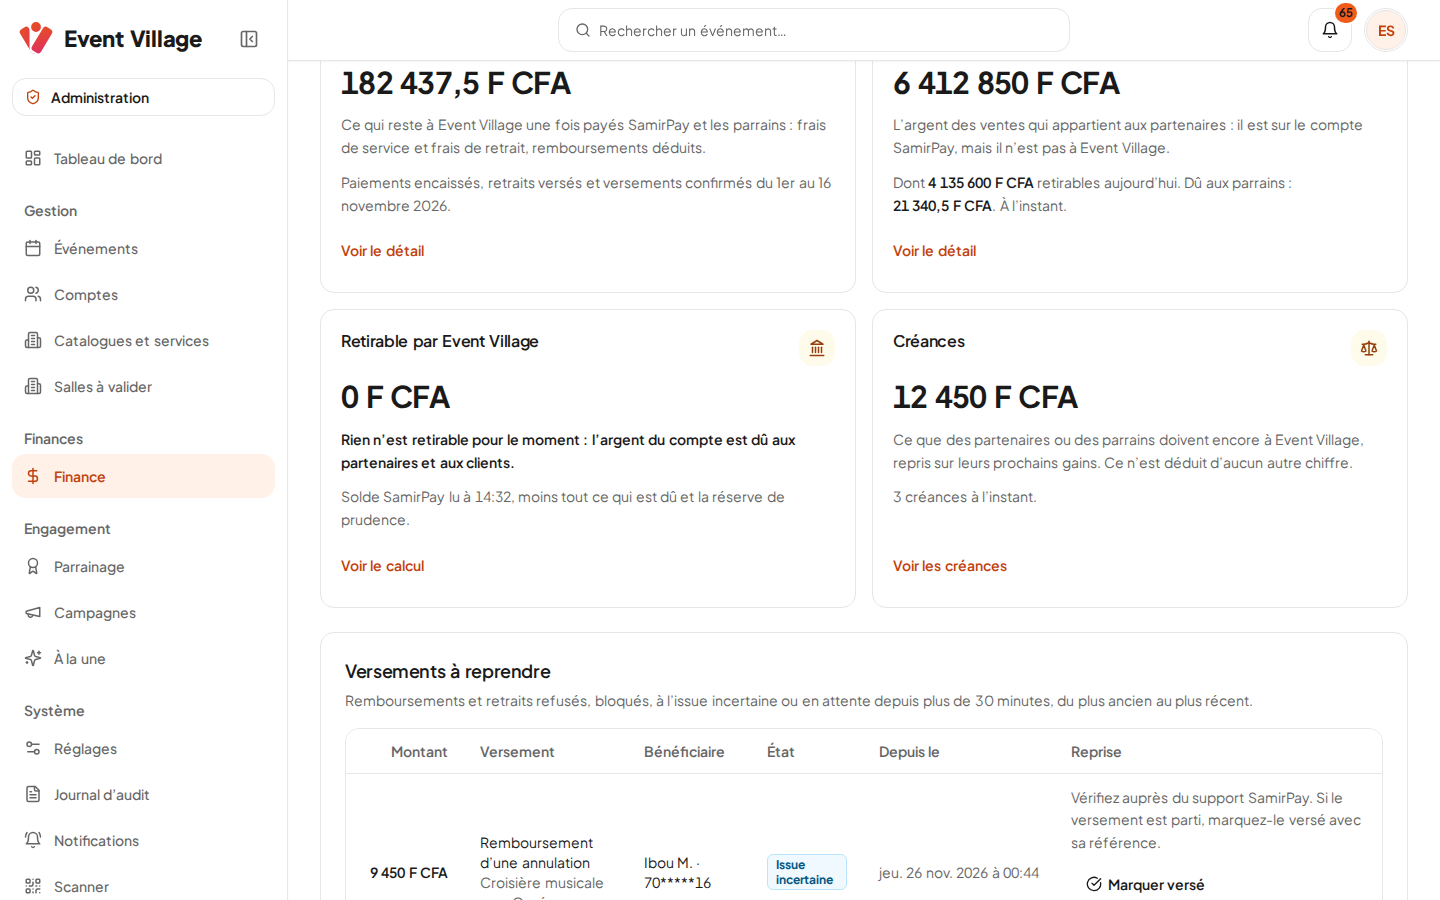 Event Village
Administration
Tableau de bord
Gestion
Événements
Comptes
Catalogues et services
Salles à valider
Finances
Finance
Engagement
Parrainage
Campagnes
À la une
Système
Réglages
Journal d’audit
Notifications
Scanner
Rechercher un événement…
65
ES
182 437,5 F CFA
Ce qui reste à Event Village une fois payés SamirPay et les parrains : frais
de service et frais de retrait, remboursements déduits.
Paiements encaissés, retraits versés et versements confirmés du 1er au 16
novembre 2026.
Voir le détail
6 412 850 F CFA
L’argent des ventes qui appartient aux partenaires : il est sur le compte
SamirPay, mais il n’est pas à Event Village.
Dont 4 135 600 F CFA retirables aujourd’hui. Dû aux parrains :
21 340,5 F CFA. À l’instant.
Voir le détail
Retirable par Event Village
0 F CFA
Rien n’est retirable pour le moment : l’argent du compte est dû aux
partenaires et aux clients.
Solde SamirPay lu à 14:32, moins tout ce qui est dû et la réserve de
prudence.
Voir le calcul
Créances
12 450 F CFA
Ce que des partenaires ou des parrains doivent encore à Event Village,
repris sur leurs prochains gains. Ce n’est déduit d’aucun autre chiffre.
3 créances à l’instant.
Voir les créances
Versements à reprendre
Remboursements et retraits refusés, bloqués, à l’issue incertaine ou en attente depuis plus de 30 minutes, du plus ancien au plus récent.
Montant Versement Bénéficiaire État Depuis le Reprise
9 450 F CFA
Remboursement
d’une annulation
Croisière musicale
Ibou M. ·
70*****16
Issue
incertaine
jeu. 26 nov. 2026 à 00:44
Vérifiez auprès du support SamirPay. Si le
versement est parti, marquez-le versé avec
sa référence.
Marquer versé